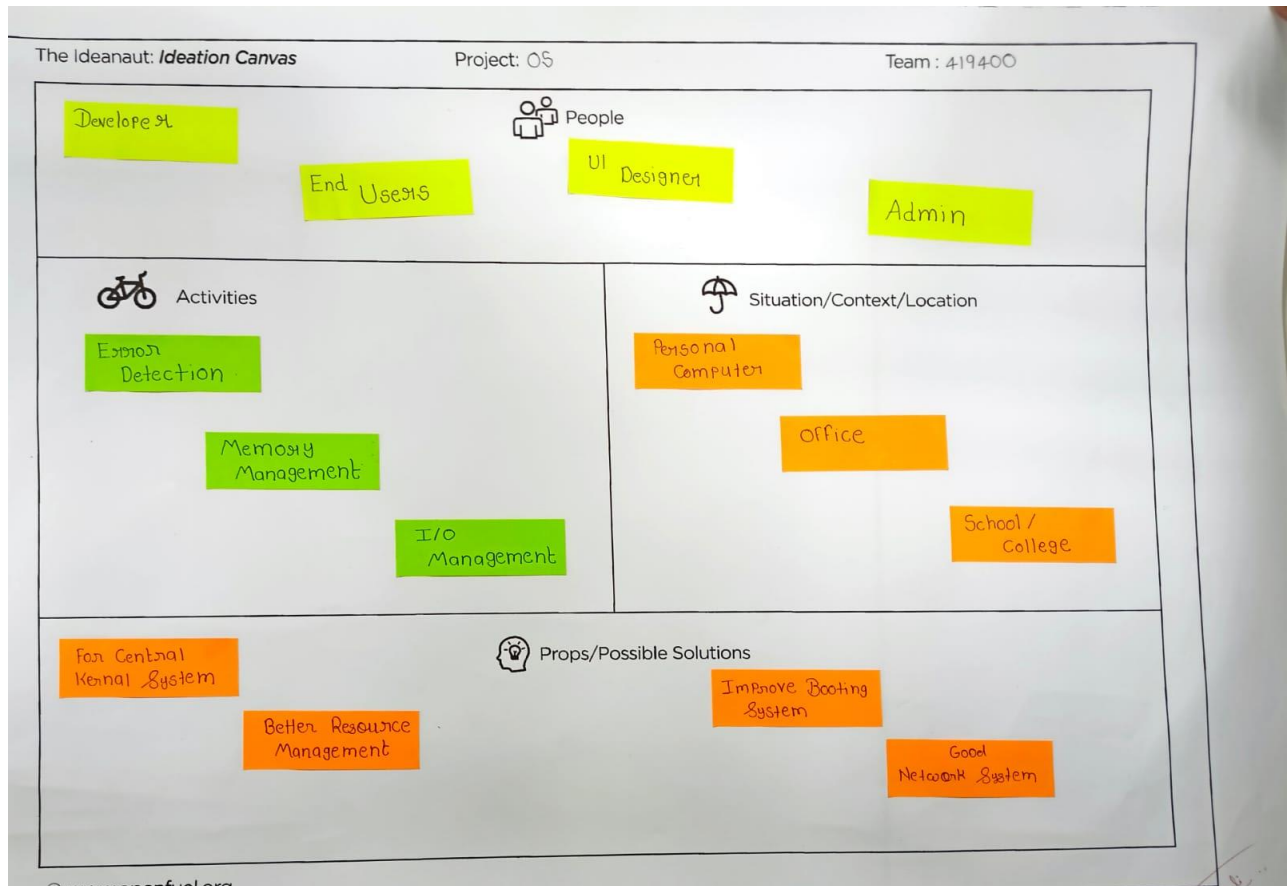 The Ideanaut: Ideation Canvas
Project: OS
Team : 419400
People
Developer
End Users
UI Designer
Admin
Activities
Error
Detection
Memory
Management
I/O
Management
Situation/Context/Location
Personal
Computer
Office
School /
College
Props/Possible Solutions
For Central
Kernal System
Better Resource
Management
Improve Booting
System
Good
Network System